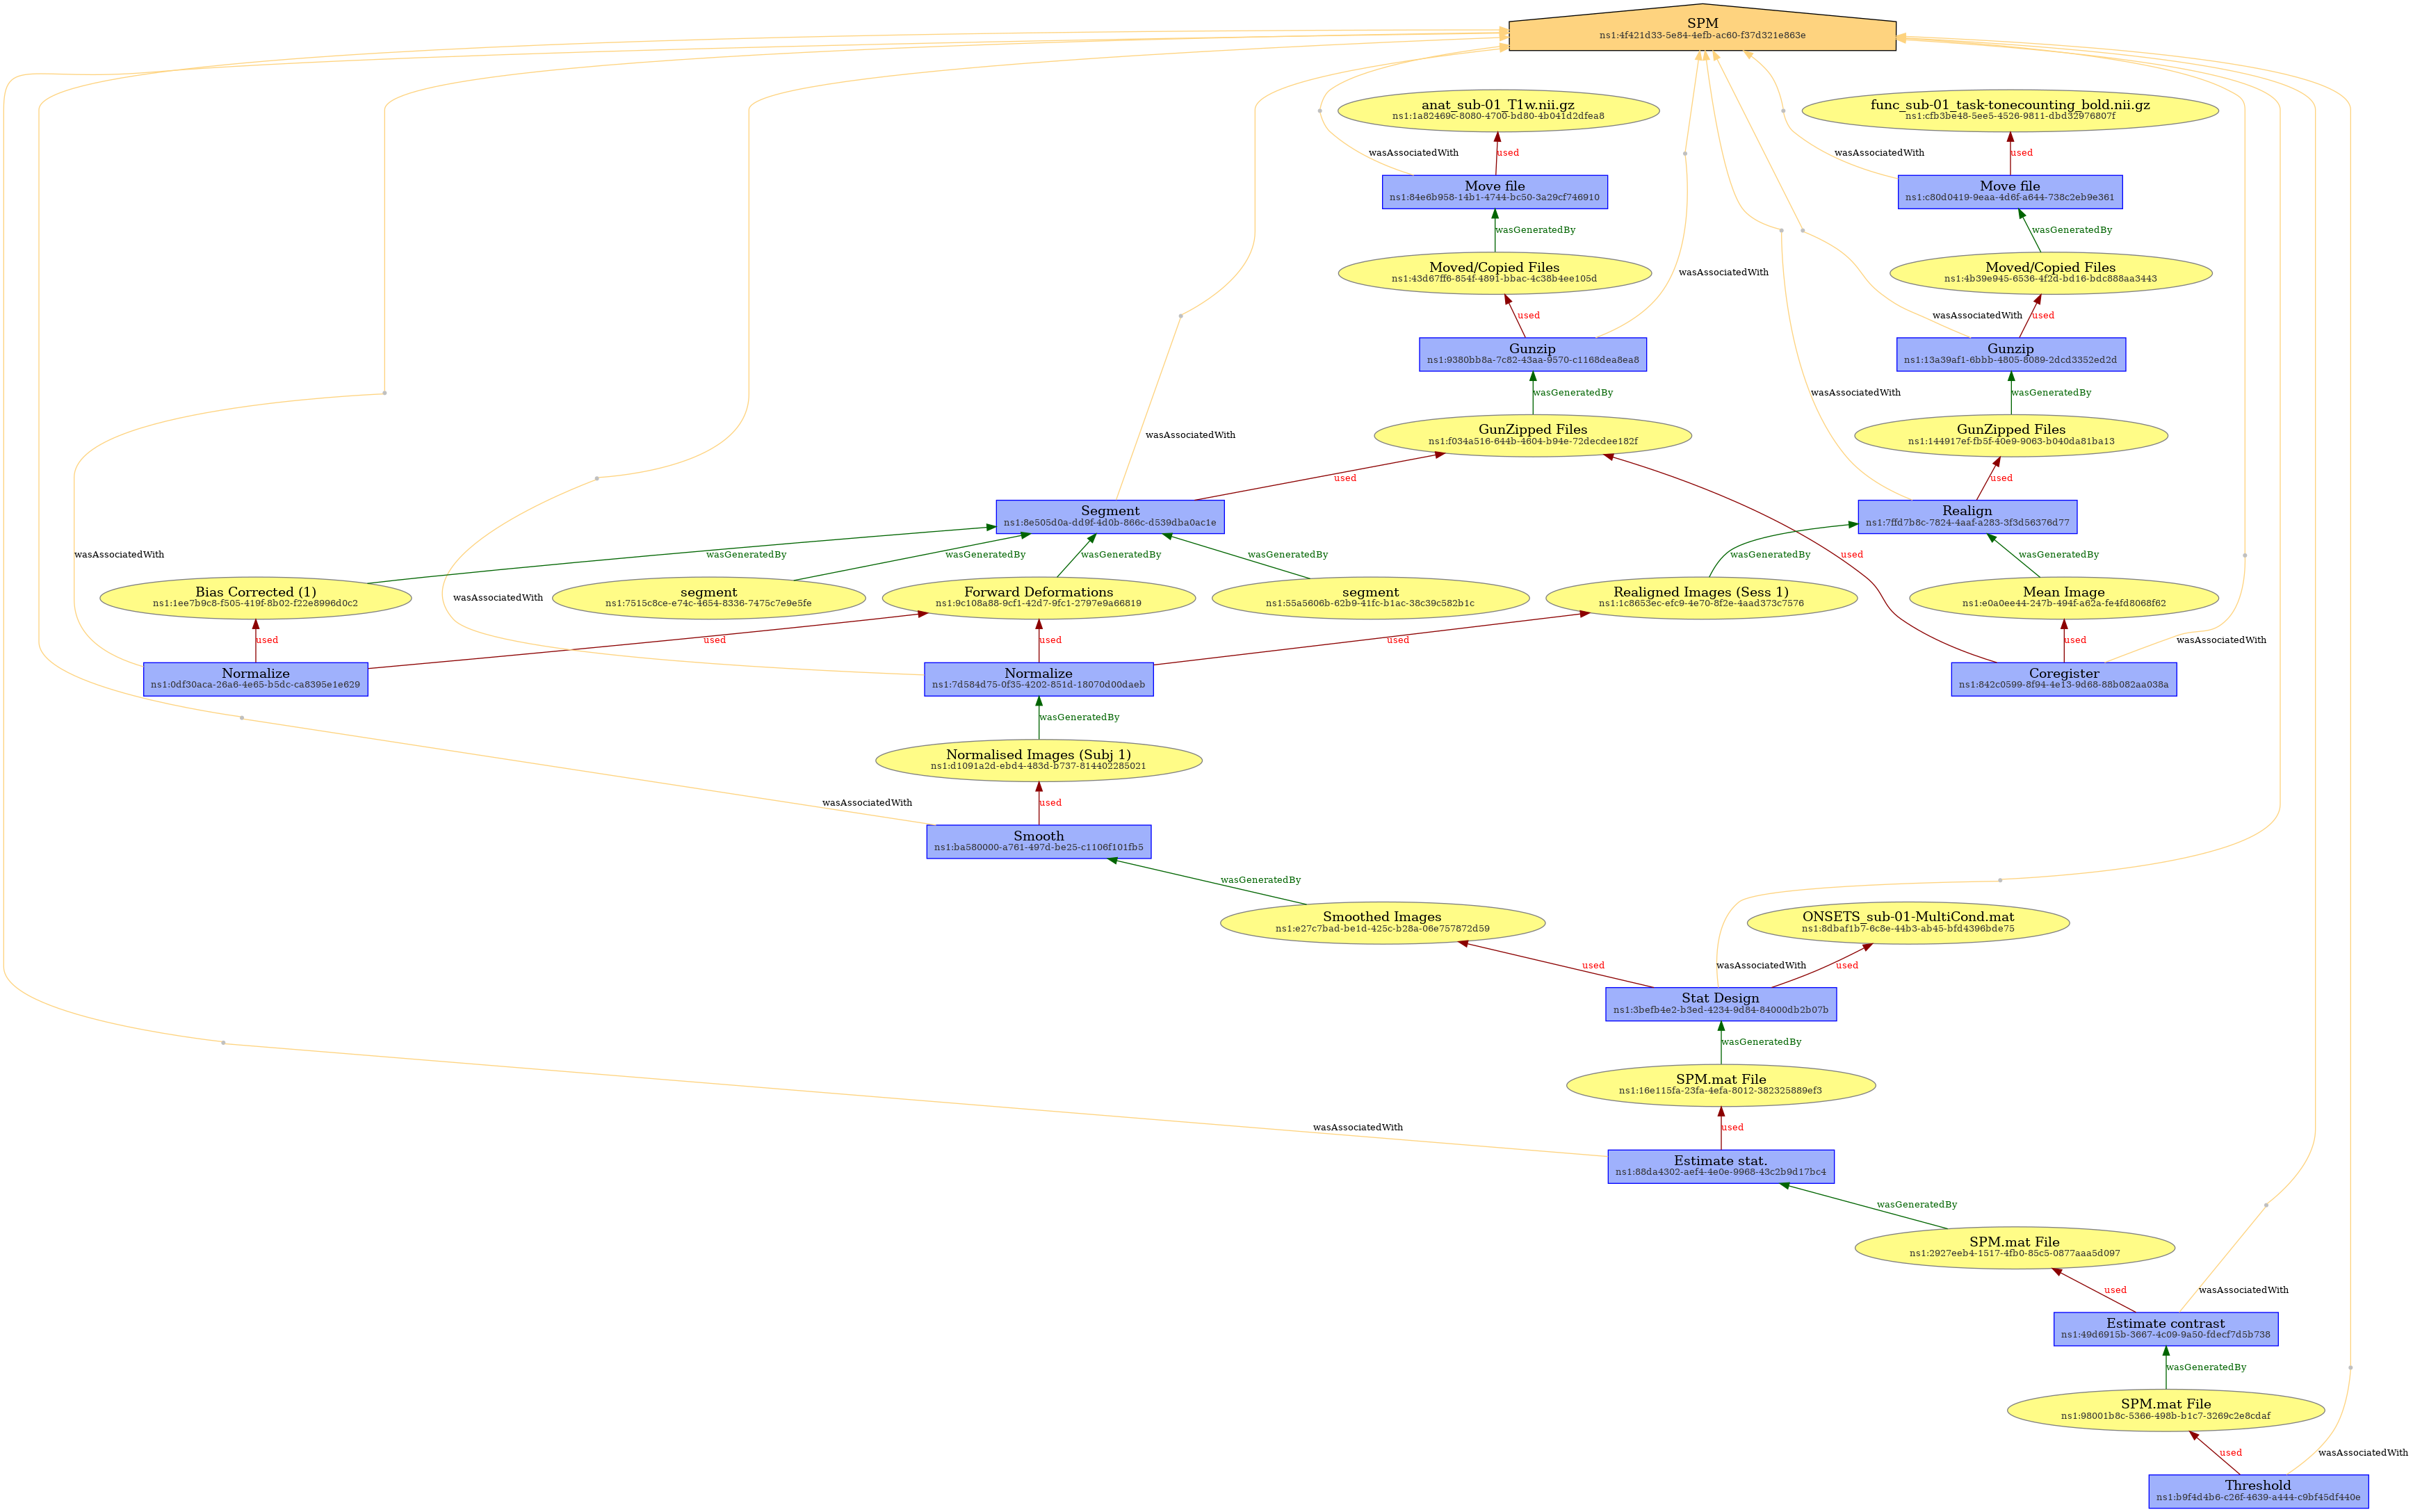 SPM
ns1:4f421d33-5e84-4efb-ac60-f37d321e863e
anat_sub-01_T1w.nii.gz
ns1:1a82469c-8080-4700-bd80-4b041d2dfea8
func_sub-01_task-tonecounting_bold.nii.gz
ns1:cfb3be48-5ee5-4526-9811-dbd32976807f
wasAssociatedWith
used
wasAssociatedWith
used
Move file
ns1:84e6b958-14b1-4744-bc50-3a29cf746910
Move file
ns1:c80d0419-9eaa-4d6f-a644-738c2eb9e361
wasGeneratedBy
wasGeneratedBy
Moved/Copied Files
ns1:43d67ff6-854f-4891-bbac-4c38b4ee105d
wasAssociatedWith
Moved/Copied Files
ns1:4b39e945-6536-4f2d-bd16-bdc888aa3443
used
wasAssociatedWith
used
Gunzip
ns1:9380bb8a-7c82-43aa-9570-c1168dea8ea8
Gunzip
ns1:13a39af1-6bbb-4805-8089-2dcd3352ed2d
wasGeneratedBy
wasAssociatedWith
wasGeneratedBy
wasAssociatedWith
GunZipped Files
ns1:f034a516-644b-4604-b94e-72decdee182f
GunZipped Files
ns1:144917ef-fb5f-40e9-9063-b040da81ba13
used
used
Segment
ns1:8e505d0a-dd9f-4d0b-866c-d539dba0ac1e
Realign
ns1:7ffd7b8c-7824-4aaf-a283-3f3d56376d77
wasAssociatedWith
wasGeneratedBy
wasGeneratedBy
wasGeneratedBy
wasGeneratedBy
wasGeneratedBy
used
wasGeneratedBy
Bias Corrected (1)
ns1:1ee7b9c8-f505-419f-8b02-f22e8996d0c2
wasAssociatedWith
segment
ns1:7515c8ce-e74c-4654-8336-7475c7e9e5fe
Forward Deformations
ns1:9c108a88-9cf1-42d7-9fc1-2797e9a66819
segment
ns1:55a5606b-62b9-41fc-b1ac-38c39c582b1c
Realigned Images (Sess 1)
ns1:1c8653ec-efc9-4e70-8f2e-4aad373c7576
Mean Image
ns1:e0a0ee44-247b-494f-a62a-fe4fd8068f62
used
used
used
used
used
wasAssociatedWith
Normalize
ns1:0df30aca-26a6-4e65-b5dc-ca8395e1e629
Normalize
ns1:7d584d75-0f35-4202-851d-18070d00daeb
Coregister
ns1:842c0599-8f94-4e13-9d68-88b082aa038a
wasGeneratedBy
Normalised Images (Subj 1)
ns1:d1091a2d-ebd4-483d-b737-814402285021
wasAssociatedWith
used
Smooth
ns1:ba580000-a761-497d-be25-c1106f101fb5
wasGeneratedBy
Smoothed Images
ns1:e27c7bad-be1d-425c-b28a-06e757872d59
ONSETS_sub-01-MultiCond.mat
ns1:8dbaf1b7-6c8e-44b3-ab45-bfd4396bde75
used
wasAssociatedWith
used
Stat Design
ns1:3befb4e2-b3ed-4234-9d84-84000db2b07b
wasGeneratedBy
SPM.mat File
ns1:16e115fa-23fa-4efa-8012-382325889ef3
wasAssociatedWith
used
Estimate stat.
ns1:88da4302-aef4-4e0e-9968-43c2b9d17bc4
wasGeneratedBy
SPM.mat File
ns1:2927eeb4-1517-4fb0-85c5-0877aaa5d097
used
wasAssociatedWith
Estimate contrast
ns1:49d6915b-3667-4c09-9a50-fdecf7d5b738
wasGeneratedBy
SPM.mat File
ns1:98001b8c-5366-498b-b1c7-3269c2e8cdaf
used
wasAssociatedWith
Threshold
ns1:b9f4d4b6-c26f-4639-a444-c9bf45df440e